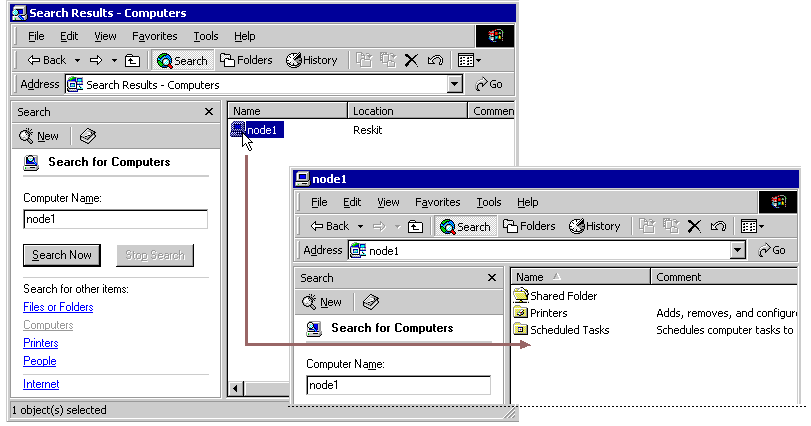 Search Results - Computers
File Edit View Favorites Tools Help
Back Search Folders History
Address Search Results - Computers Go
Search
New
Search for Computers
Computer Name:
node1
Search Now Stop Search
Search for other items:
Files or Folders
Computers
Printers
People
Internet
Name Location Commen
node1 Reskit
1 object(s) selected
node1
File Edit View Favorites Tools Help
Back Search Folders History
Address node1 Go
Search
New
Search for Computers
Computer Name:
node1
Name Comment
Shared Folder
Printers Adds, removes, and configure
Scheduled Tasks Schedules computer tasks to